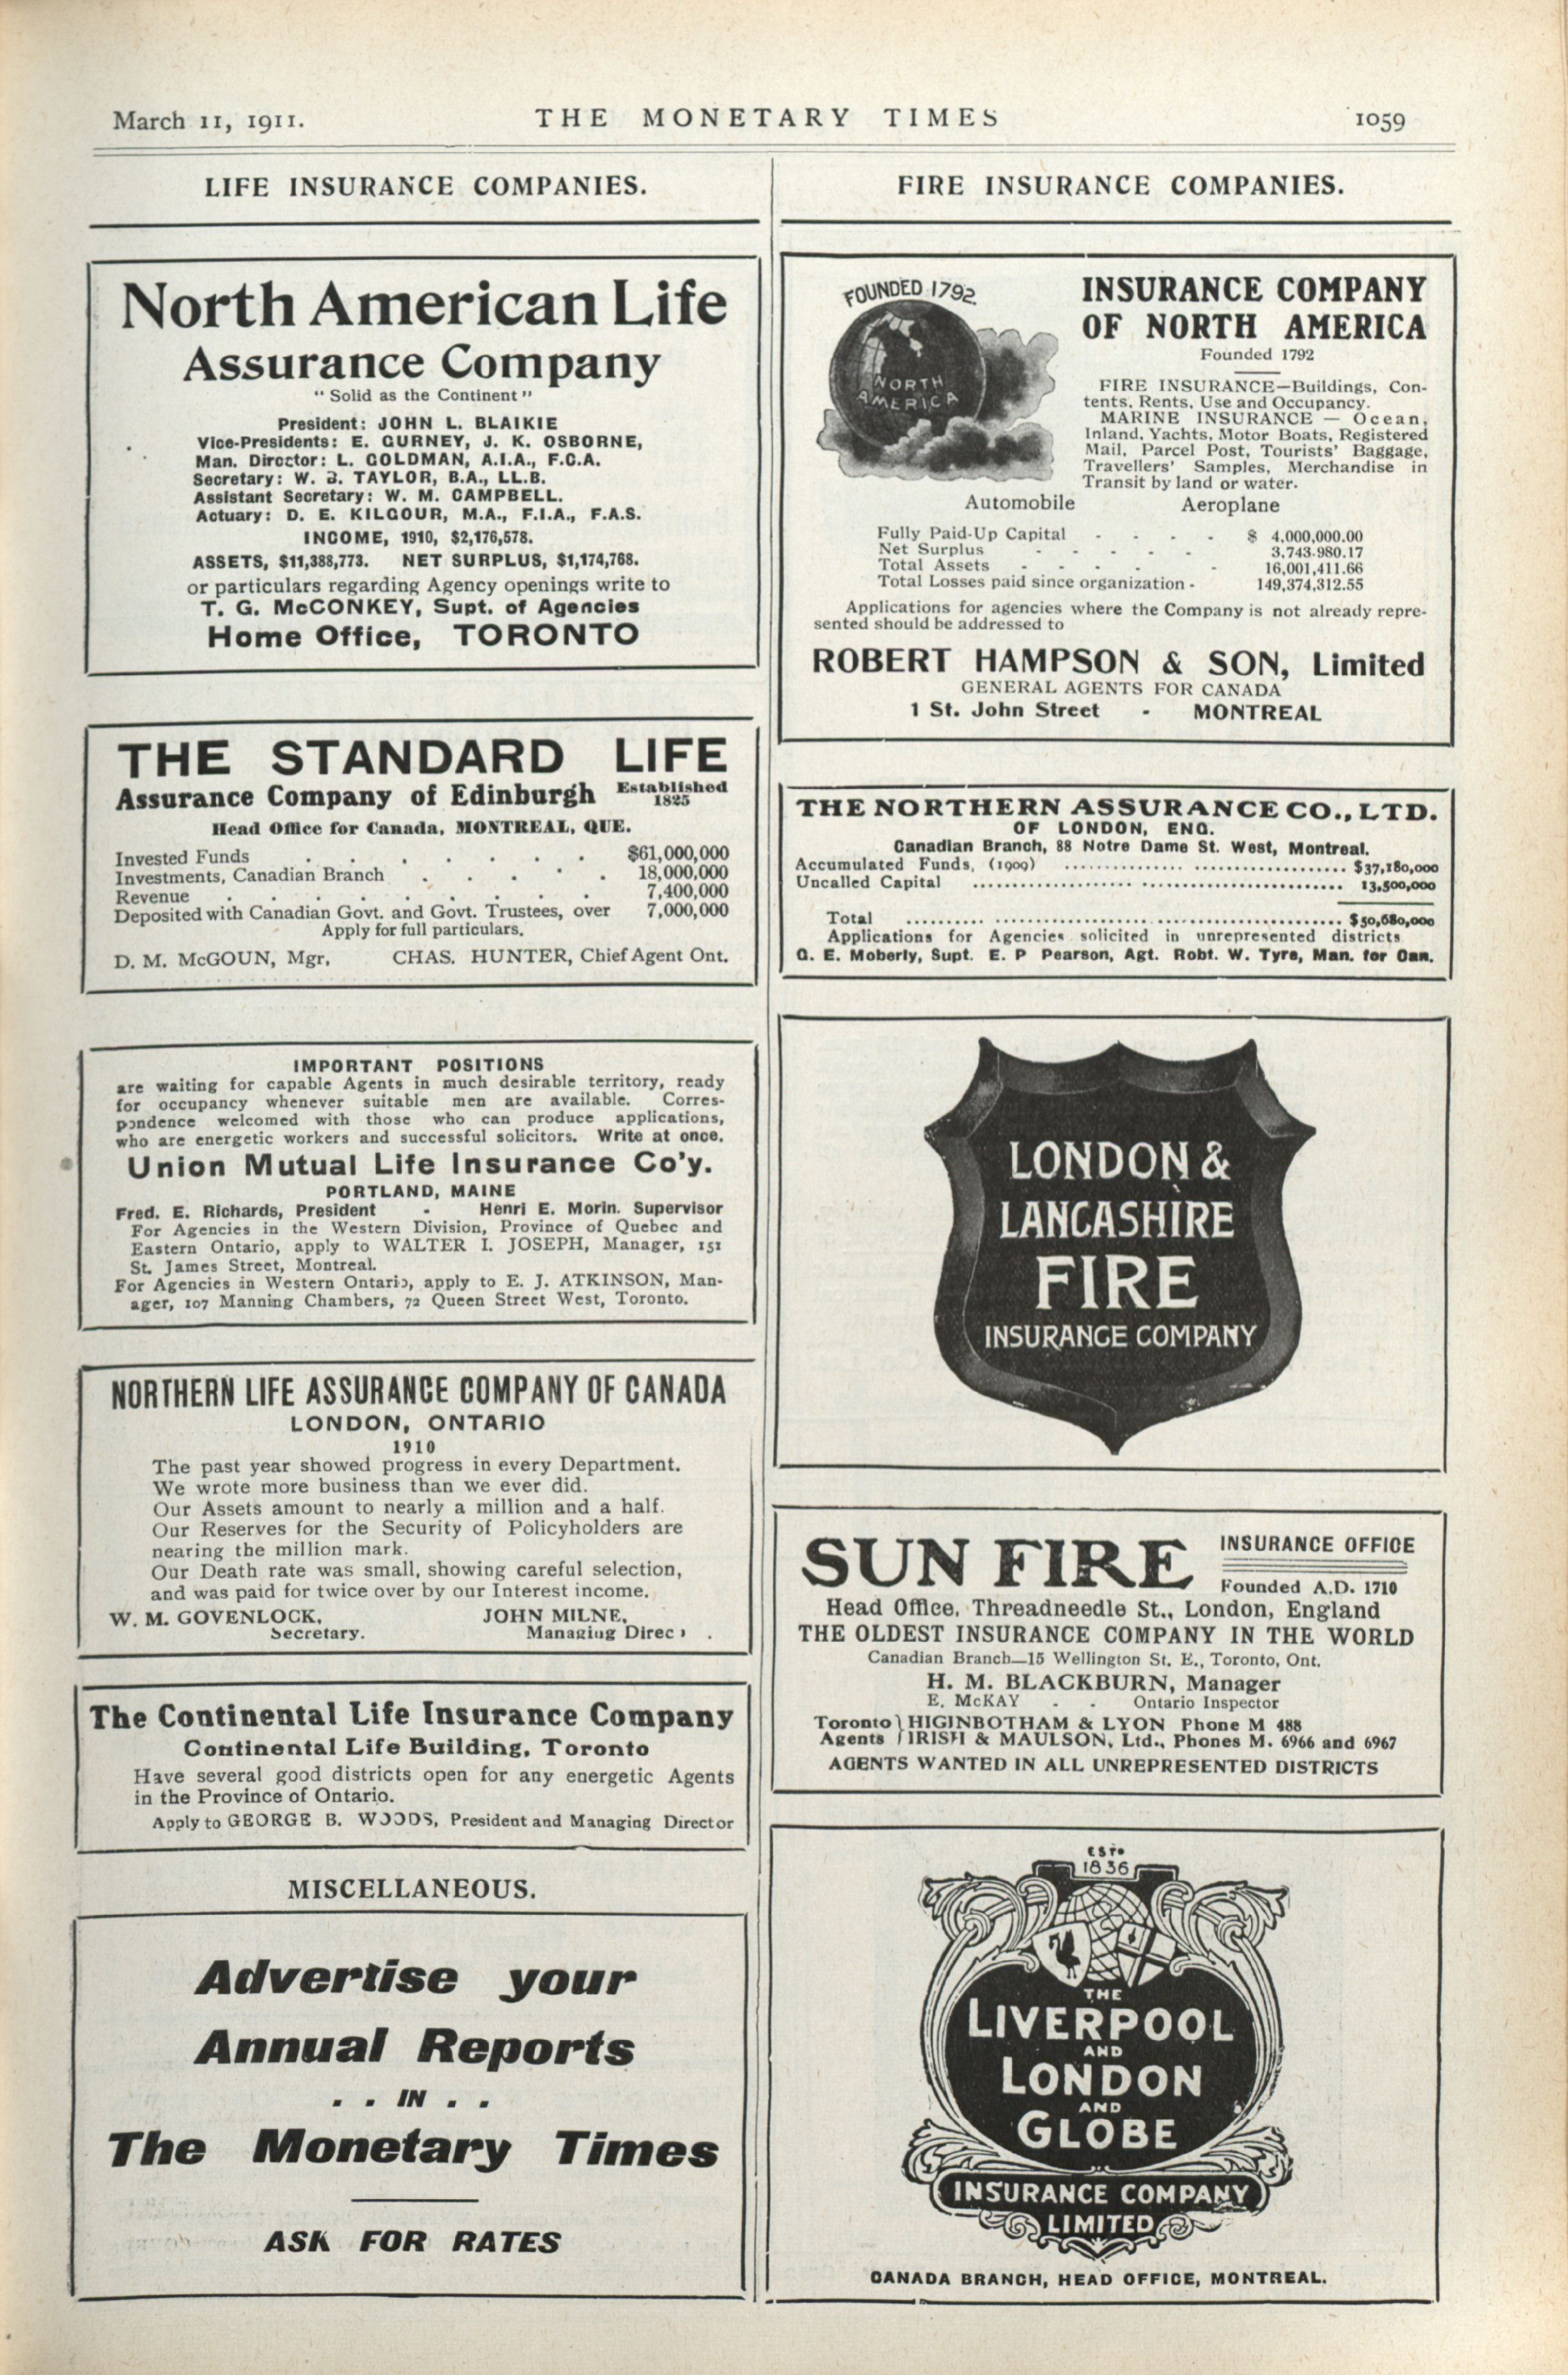 March 11, 1911.
THE MONETARY TIMES
1059
LIFE INSURANCE COMPANIES.
North American Life
Assurance Company
"Solid as the Continent"
President: JOHN L. BLAIKIE
Vice-Presidents: E. GURNEY, J. K. OSBORNE,
Man. Director: L. GOLDMAN, A.I.A., F.C.A.
Secretary: W. B. TAYLOR, B.A., LL.B.
Assistant Secretary: W. M. CAMPBELL.
Actuary: D. E. KILGOUR, M.A., F.I.A., F.A.S.
INCOME, 1910, $2,176,578.
ASSETS, $11,388,773. NET SURPLUS, $1,174,768.
or particulars regarding Agency openings write to
T. G. McCONKEY, Supt. of Agencies
Home Office, TORONTO
THE STANDARD LIFE
Assurance Company of Edinburgh Established 1825
Head Office for Canada, MONTREAL, QUE.
Invested Funds . . . . . . . $61,000,000
Investments, Canadian Branch . . . . . 18,000,000
Revenue . . . . . . . . 7,400,000
Deposited with Canadian Govt. and Govt. Trustees, over 7,000,000
Apply for full particulars.
D. M. McGOUN, Mgr. CHAS. HUNTER, Chief Agent Ont.
IMPORTANT POSITIONS
are waiting for capable Agents in much desirable territory, ready
for occupancy whenever suitable men are available. Corres-
pondence welcomed with those who can produce applications,
who are energetic workers and successful solicitors. Write at once.
Union Mutual Life Insurance Co'y.
PORTLAND, MAINE
Fred. E. Richards, President - Henri E. Morin. Supervisor
For Agencies in the Western Division, Province of Quebec and
Eastern Ontario, apply to WALTER I. JOSEPH, Manager, 151
St. James Street, Montreal.
For Agencies in Western Ontario, apply to E. J. ATKINSON, Man-
ager, 107 Manning Chambers, 72 Queen Street West, Toronto.
NORTHERN LIFE ASSURANCE COMPANY OF CANADA
LONDON, ONTARIO
1910
The past year showed progress in every Department.
We wrote more business than we ever did.
Our Assets amount to nearly a million and a half.
Our Reserves for the Security of Policyholders are
nearing the million mark.
Our Death rate was small, showing careful selection,
and was paid for twice over by our Interest income.
W. M. GOVENLOCK, JOHN MILNE,
Secretary. Managing Direc
The Continental Life Insurance Company
Continental Life Building, Toronto
Have several good districts open for any energetic Agents
in the Province of Ontario.
Apply to GEORGE B. WOODS, President and Managing Director
MISCELLANEOUS.
Advertise your
Annual Reports
. . IN . .
The Monetary Times
ASK FOR RATES
FIRE INSURANCE COMPANIES.
FOUNDED 1792
NORTH
AMERICA
INSURANCE COMPANY
OF NORTH AMERICA
Founded 1792
FIRE INSURANCE—Buildings, Con-
tents, Rents, Use and Occupancy.
MARINE INSURANCE — Ocean,
Inland, Yachts, Motor Boats, Registered
Mail, Parcel Post, Tourists' Baggage,
Travellers' Samples, Merchandise in
Transit by land or water.
Automobile Aeroplane
Fully Paid-Up Capital - - - - $ 4,000,000.00
Net Surplus - - - - - 3,743.980.17
Total Assets - - - - - 16,001,411.66
Total Losses paid since organization - 149,374,312.55
Applications for agencies where the Company is not already repre-
sented should be addressed to
ROBERT HAMPSON & SON, Limited
GENERAL AGENTS FOR CANADA
1 St. John Street - MONTREAL
THE NORTHERN ASSURANCE CO., LTD.
OF LONDON, ENG.
Canadian Branch, 88 Notre Dame St. West, Montreal.
Accumulated Funds, (1909) .................. $37,180,000
Uncalled Capital .................. 13,500,000
Total .................. $50,680,000
Applications for Agencies solicited in unrepresented districts
G. E. Moberly, Supt. E. P Pearson, Agt. Robt. W. Tyre, Man. for Can.
LONDON &
LANCASHIRE
FIRE
INSURANCE COMPANY
SUN FIRE INSURANCE OFFICE
Founded A.D. 1710
Head Office, Threadneedle St., London, England
THE OLDEST INSURANCE COMPANY IN THE WORLD
Canadian Branch—15 Wellington St. E., Toronto, Ont.
H. M. BLACKBURN, Manager
E. McKAY - - Ontario Inspector
Toronto } HIGINBOTHAM & LYON Phone M 488
Agents } IRISH & MAULSON, Ltd., Phones M. 6966 and 6967
AGENTS WANTED IN ALL UNREPRESENTED DISTRICTS
ESTD
1836
THE
LIVERPOOL
AND
LONDON
AND
GLOBE
INSURANCE COMPANY
LIMITED
CANADA BRANCH, HEAD OFFICE, MONTREAL.